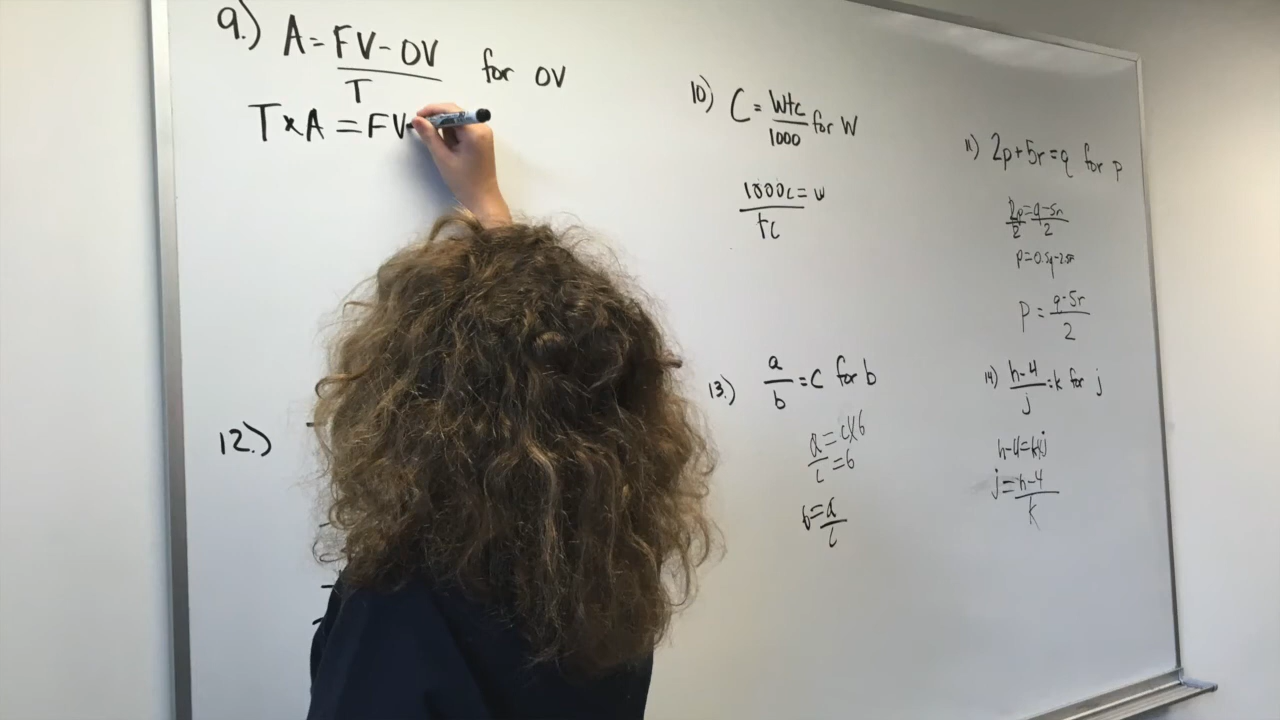 9.) A = FV - OV / T for OV
T x A = FV
10) C = Wtc / 1000 for W
1000c / tc = w
11) 2p + 5r = q for p
2p / 2 = q - 5r / 2
p = 0.5q - 2.5r
p = q - 5r / 2
12.)
13.) a / b = C for b
a = c x b
a / c = b
b = a / c
14) h - 4 / j = k for j
h - 4 = k x j
j = h - 4 / k